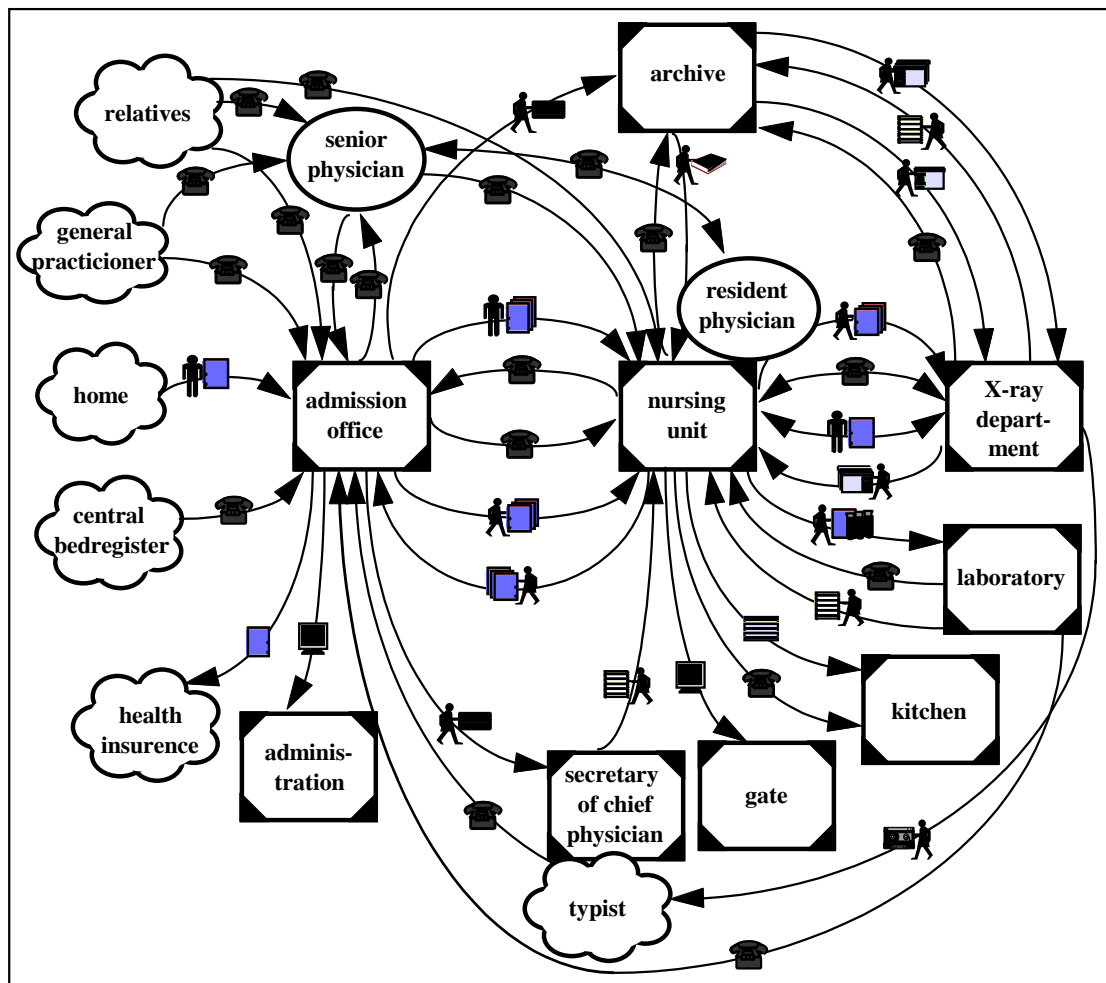 archive
relatives
senior
physician
general
practicioner
resident
physician
home
admission
office
nursing
unit
X-ray
depart-
ment
central
bedregister
laboratory
health
insurence
adminis-
tration
kitchen
secretary
of chief
physician
gate
typist